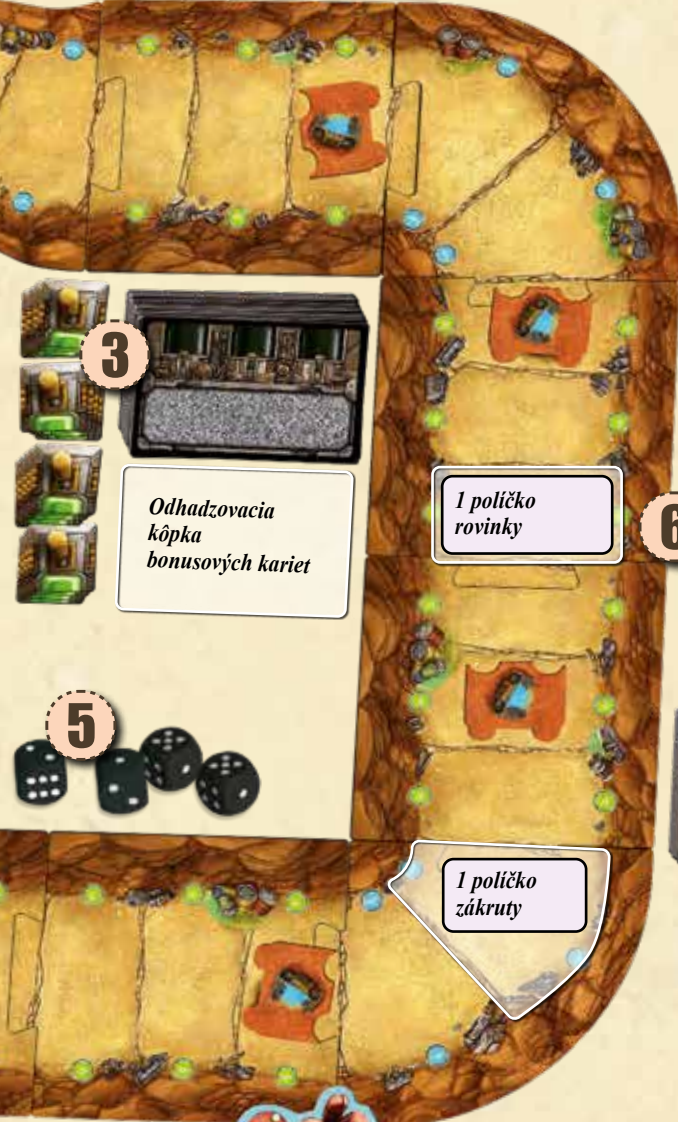 3
Odhadzovacia
kôpka
bonusových kariet
1 políčko
rovinky
6
5
1 políčko
zákruty